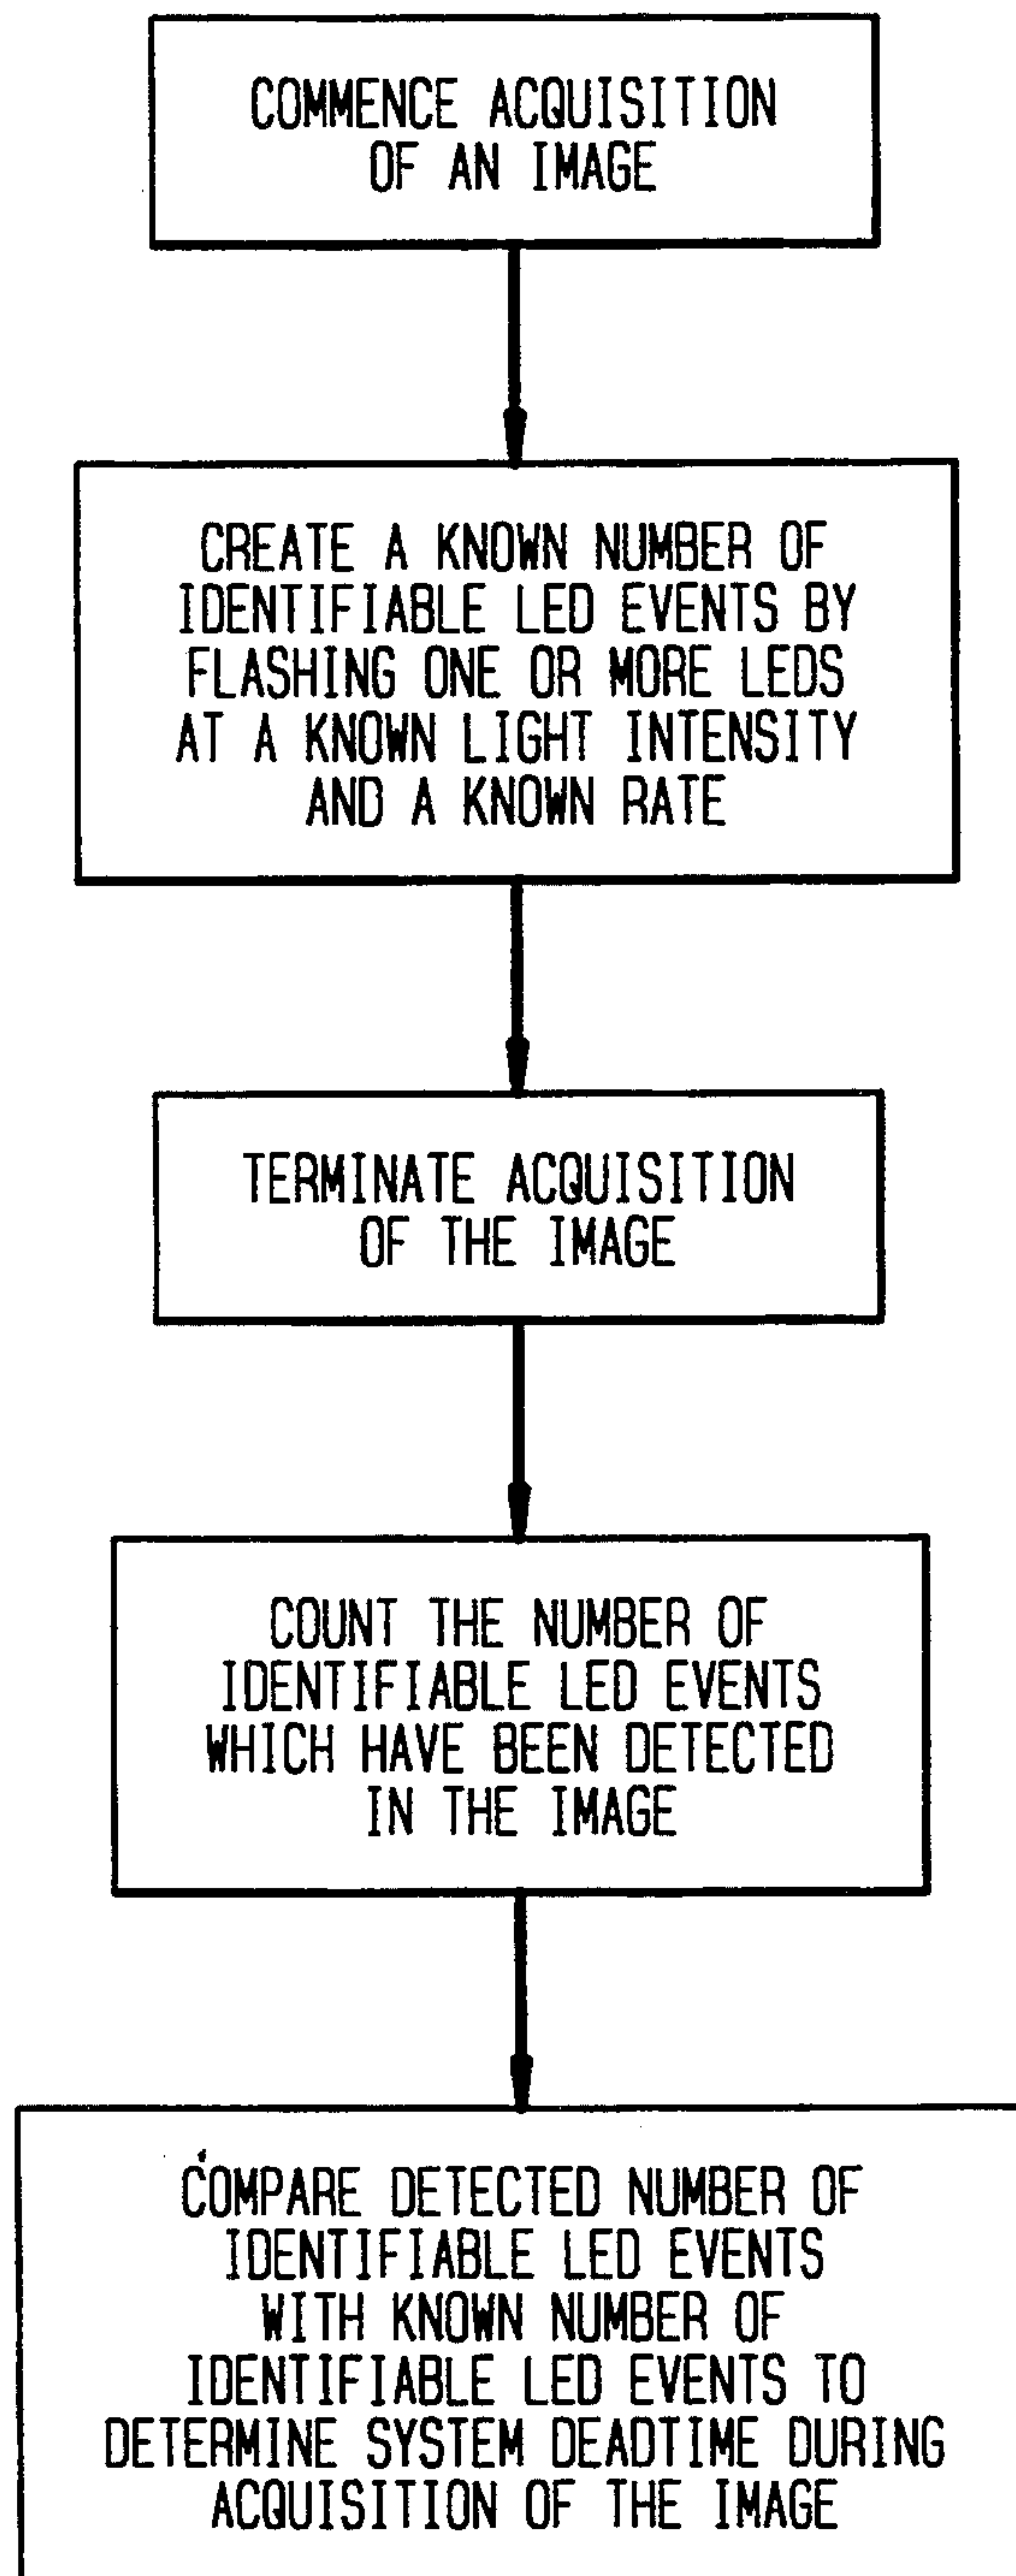 COMMENCE ACQUISITION
OF AN IMAGE
CREATE A KNOWN NUMBER OF
IDENTIFIABLE LED EVENTS BY
FLASHING ONE OR MORE LEDS
AT A KNOWN LIGHT INTENSITY
AND A KNOWN RATE
TERMINATE ACQUISITION
OF THE IMAGE
COUNT THE NUMBER OF
IDENTIFIABLE LED EVENTS
WHICH HAVE BEEN DETECTED
IN THE IMAGE
COMPARE DETECTED NUMBER OF
IDENTIFIABLE LED EVENTS
WITH KNOWN NUMBER OF
IDENTIFIABLE LED EVENTS TO
DETERMINE SYSTEM DEADTIME DURING
ACQUISITION OF THE IMAGE